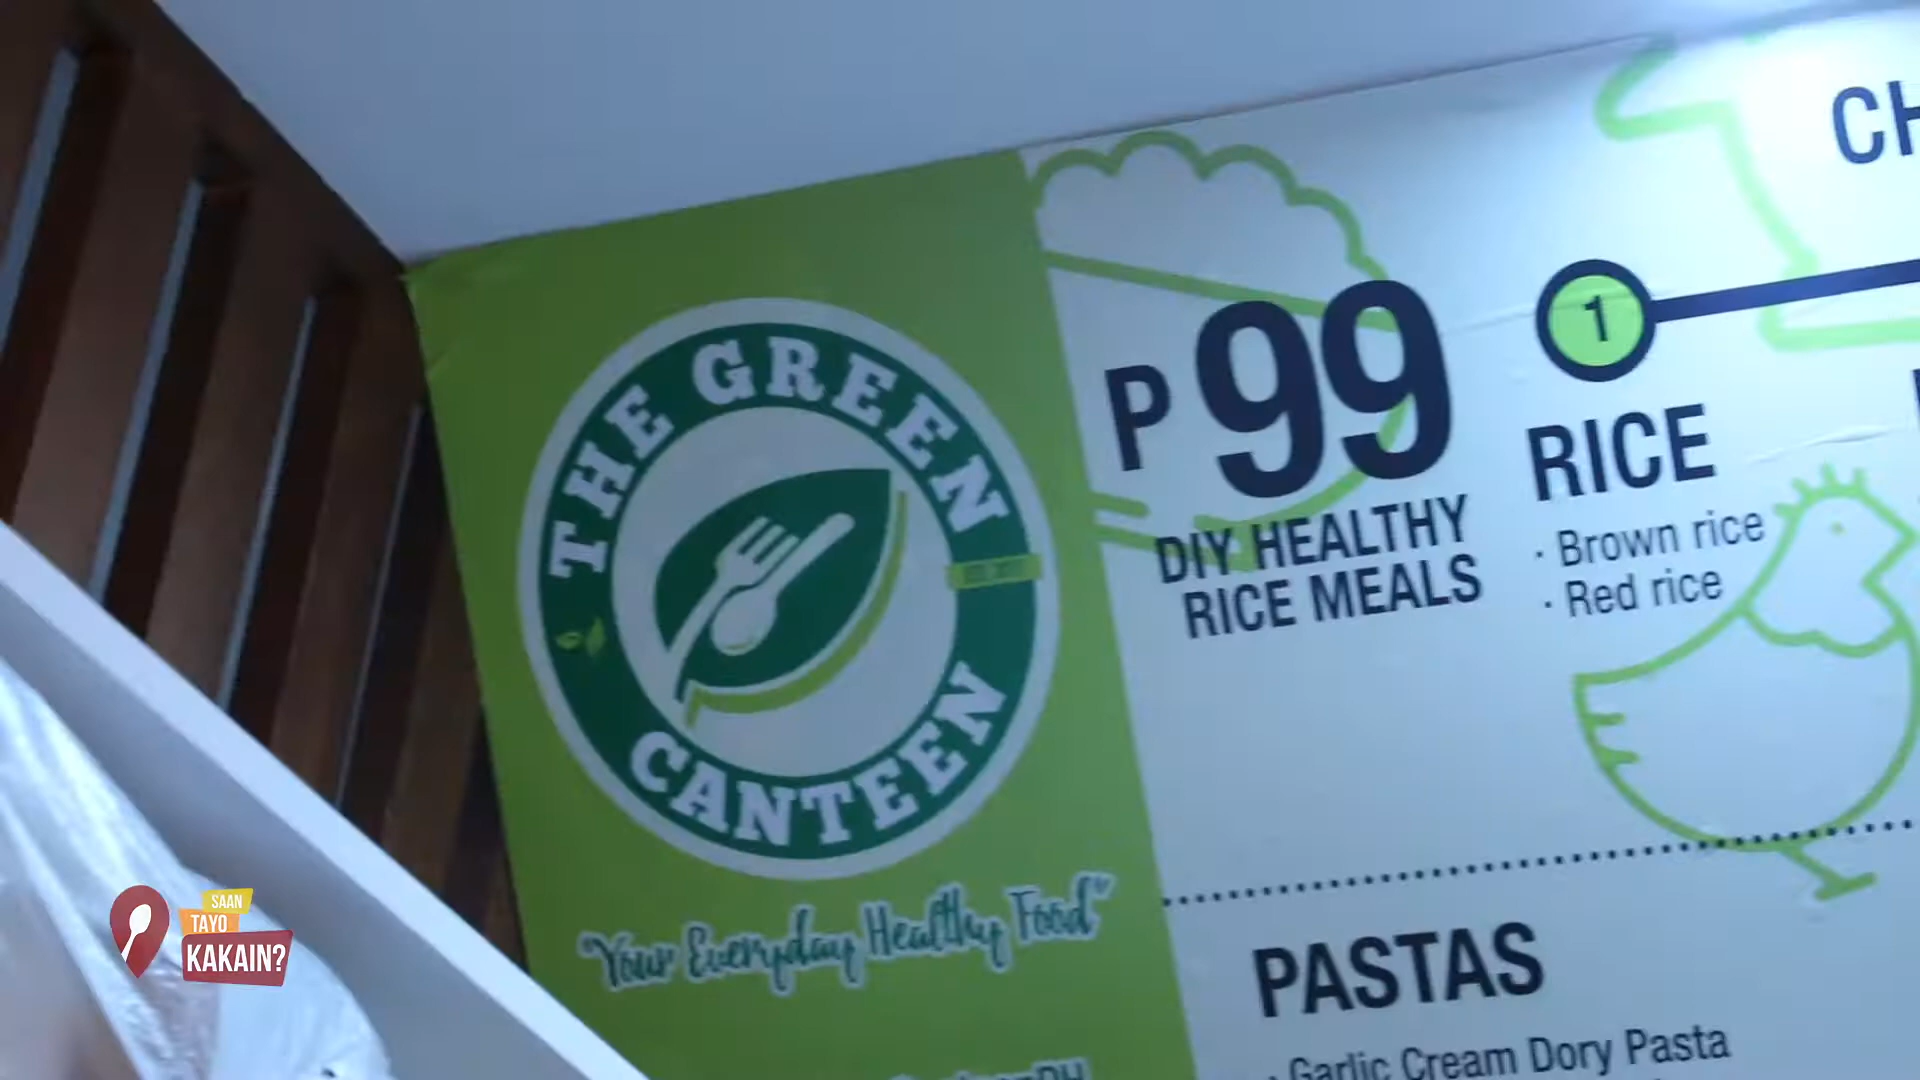 THE GREEN
CANTEEN
"Your Everyday Healthy Food"
P99
DIY HEALTHY
RICE MEALS
1
RICE
· Brown rice
· Red rice
PASTAS
· Garlic Cream Dory Pasta
SAAN
TAYO
KAKAIN?